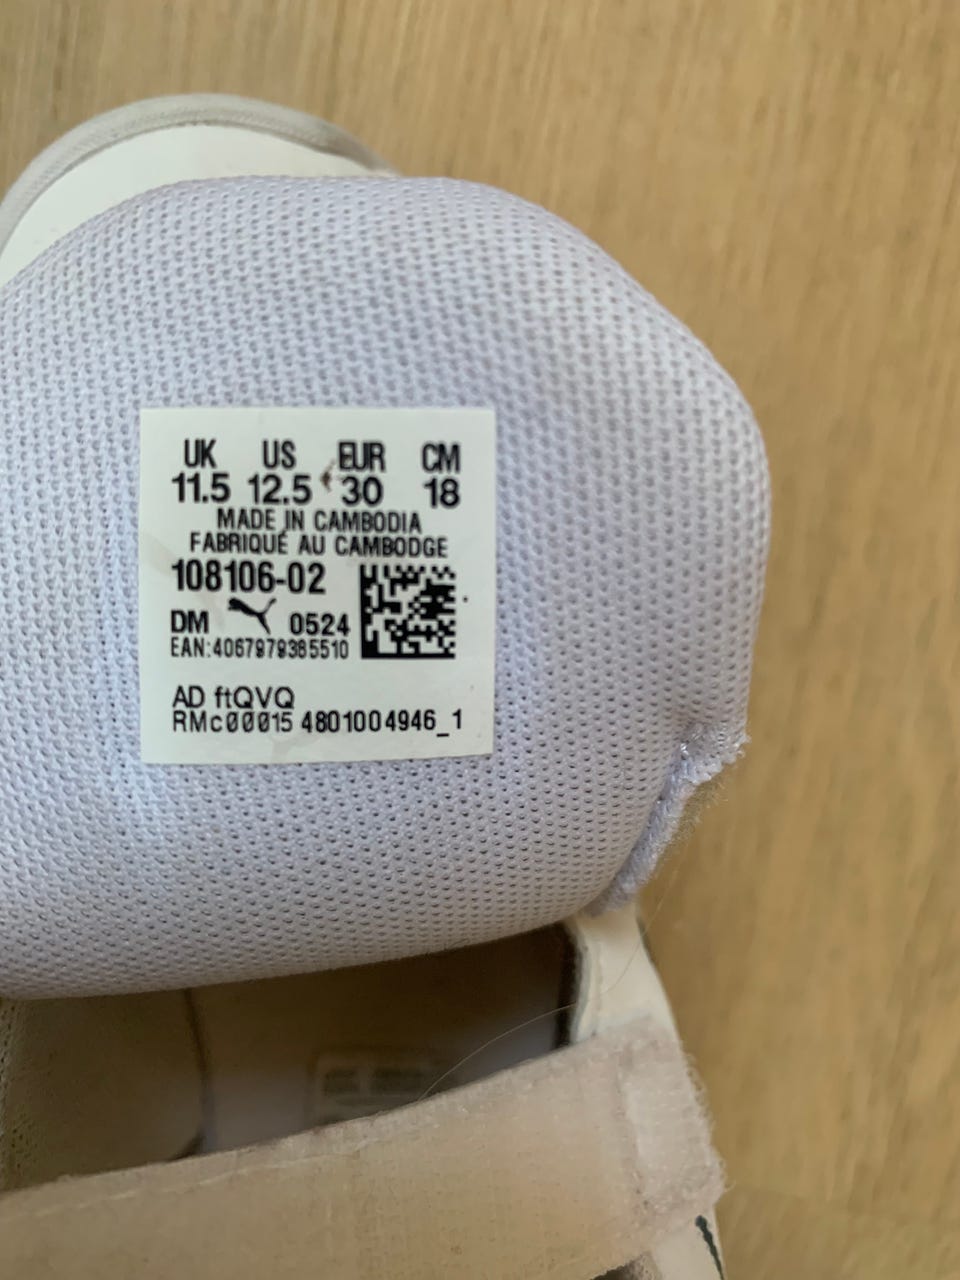 UK US EUR CM
11.5 12.5 30 18
MADE IN CAMBODIA
FABRIQUÉ AU CAMBODGE
108106-02
DM 0524
EAN:4067979385510
AD ftQVQ
RMc00015 4801004946_1